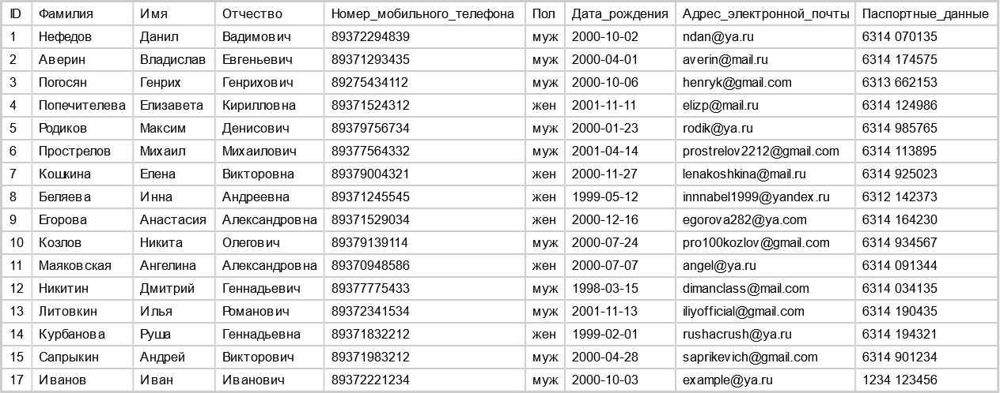 ID Фамилия Имя Отчество Номер_мобильного_телефона Пол Дата_рождения Адрес_электронной_почты Паспортные_данные
1 Нефедов Данил Вадимович 89372294839 муж 2000-10-02 ndan@ya.ru 6314 070135
2 Аверин Владислав Евгеньевич 89371293435 муж 2000-04-01 averin@mail.ru 6314 174575
3 Погосян Генрих Генрихович 89275434112 муж 2000-10-06 henryk@gmail.com 6313 662153
4 Попечителева Елизавета Кирилловна 89371524312 жен 2001-11-11 elizp@mail.ru 6314 124986
5 Родиков Максим Денисович 89379756734 муж 2000-01-23 rodik@ya.ru 6314 985765
6 Прострелов Михаил Михаилович 89377564332 муж 2001-04-14 prostrelov2212@gmail.com 6314 113895
7 Кошкина Елена Викторовна 89379004321 жен 2000-11-27 lenakoshkina@mail.ru 6314 925023
8 Беляева Инна Андреевна 89371245545 жен 1999-05-12 innnabel1999@yandex.ru 6312 142373
9 Егорова Анастасия Александровна 89371529034 жен 2000-12-16 egorova282@ya.com 6314 164230
10 Козлов Никита Олегович 89379139114 муж 2000-07-24 pro100kozlov@gmail.com 6314 934567
11 Маяковская Ангелина Александровна 89370948586 жен 2000-07-07 angel@ya.ru 6314 091344
12 Никитин Дмитрий Геннадьевич 89377775433 муж 1998-03-15 dimanclass@mail.com 6314 034135
13 Литовкин Илья Романович 89372341534 муж 2001-11-13 iliyofficial@gmail.com 6314 190435
14 Курбанова Руша Геннадьевна 89371832212 жен 1999-02-01 rushacrush@ya.ru 6314 194321
15 Сапрыкин Андрей Викторович 89371983212 муж 2000-04-28 saprikevich@gmail.com 6314 901234
17 Иванов Иван Иванович 89372221234 муж 2000-10-03 example@ya.ru 1234 123456